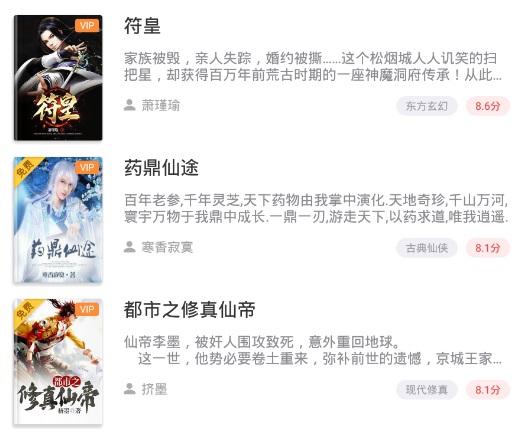 VIP
符皇
符皇
家族被毁，亲人失踪，婚约被撕……这个松烟城人人讥笑的扫
把星，却获得百万年前荒古时期的一座神魔洞府传承！从此...
萧瑾瑜
东方玄幻
8.6分
免费
VIP
药鼎仙途
药鼎仙途
寒香寂寞·著
百年老参,千年灵芝,天下药物由我掌中演化.天地奇珍,千山万河,
寰宇万物于我鼎中成长.一鼎一刃,游走天下,以药求道,唯我逍遥.
寒香寂寞
古典仙侠
8.1分
免费
VIP
都市之
修真仙帝
挤墨◎著
都市之修真仙帝
仙帝李墨，被奸人围攻致死，意外重回地球。
这一世，他势必要卷土重来，弥补前世的遗憾，京城王家...
挤墨
现代修真
8.1分